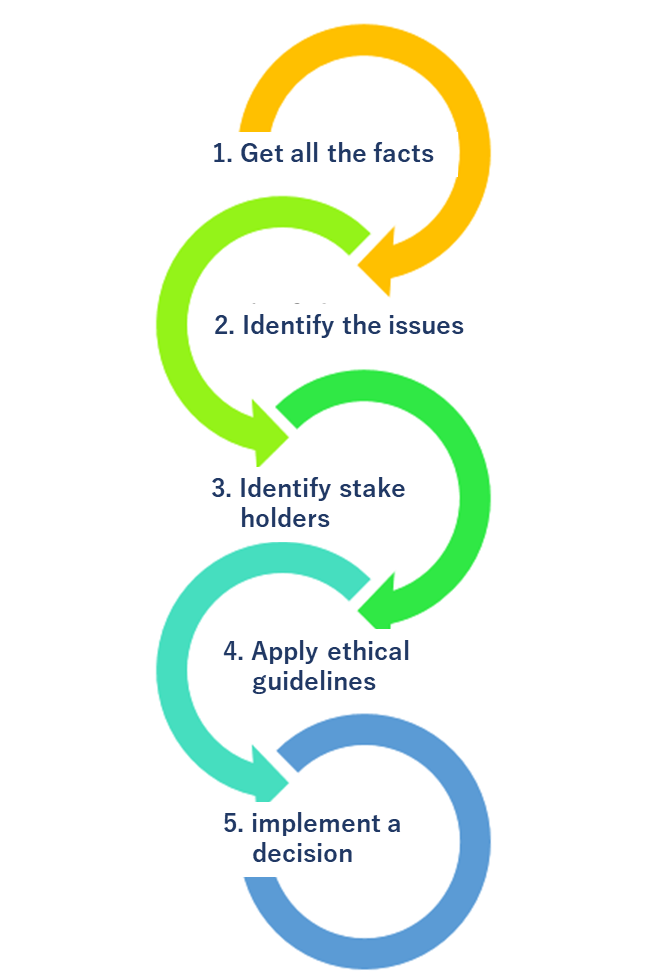 1. Get all the facts
2. Identify the issues
3. Identify stake
holders
4. Apply ethical
guidelines
5. implement a
decision